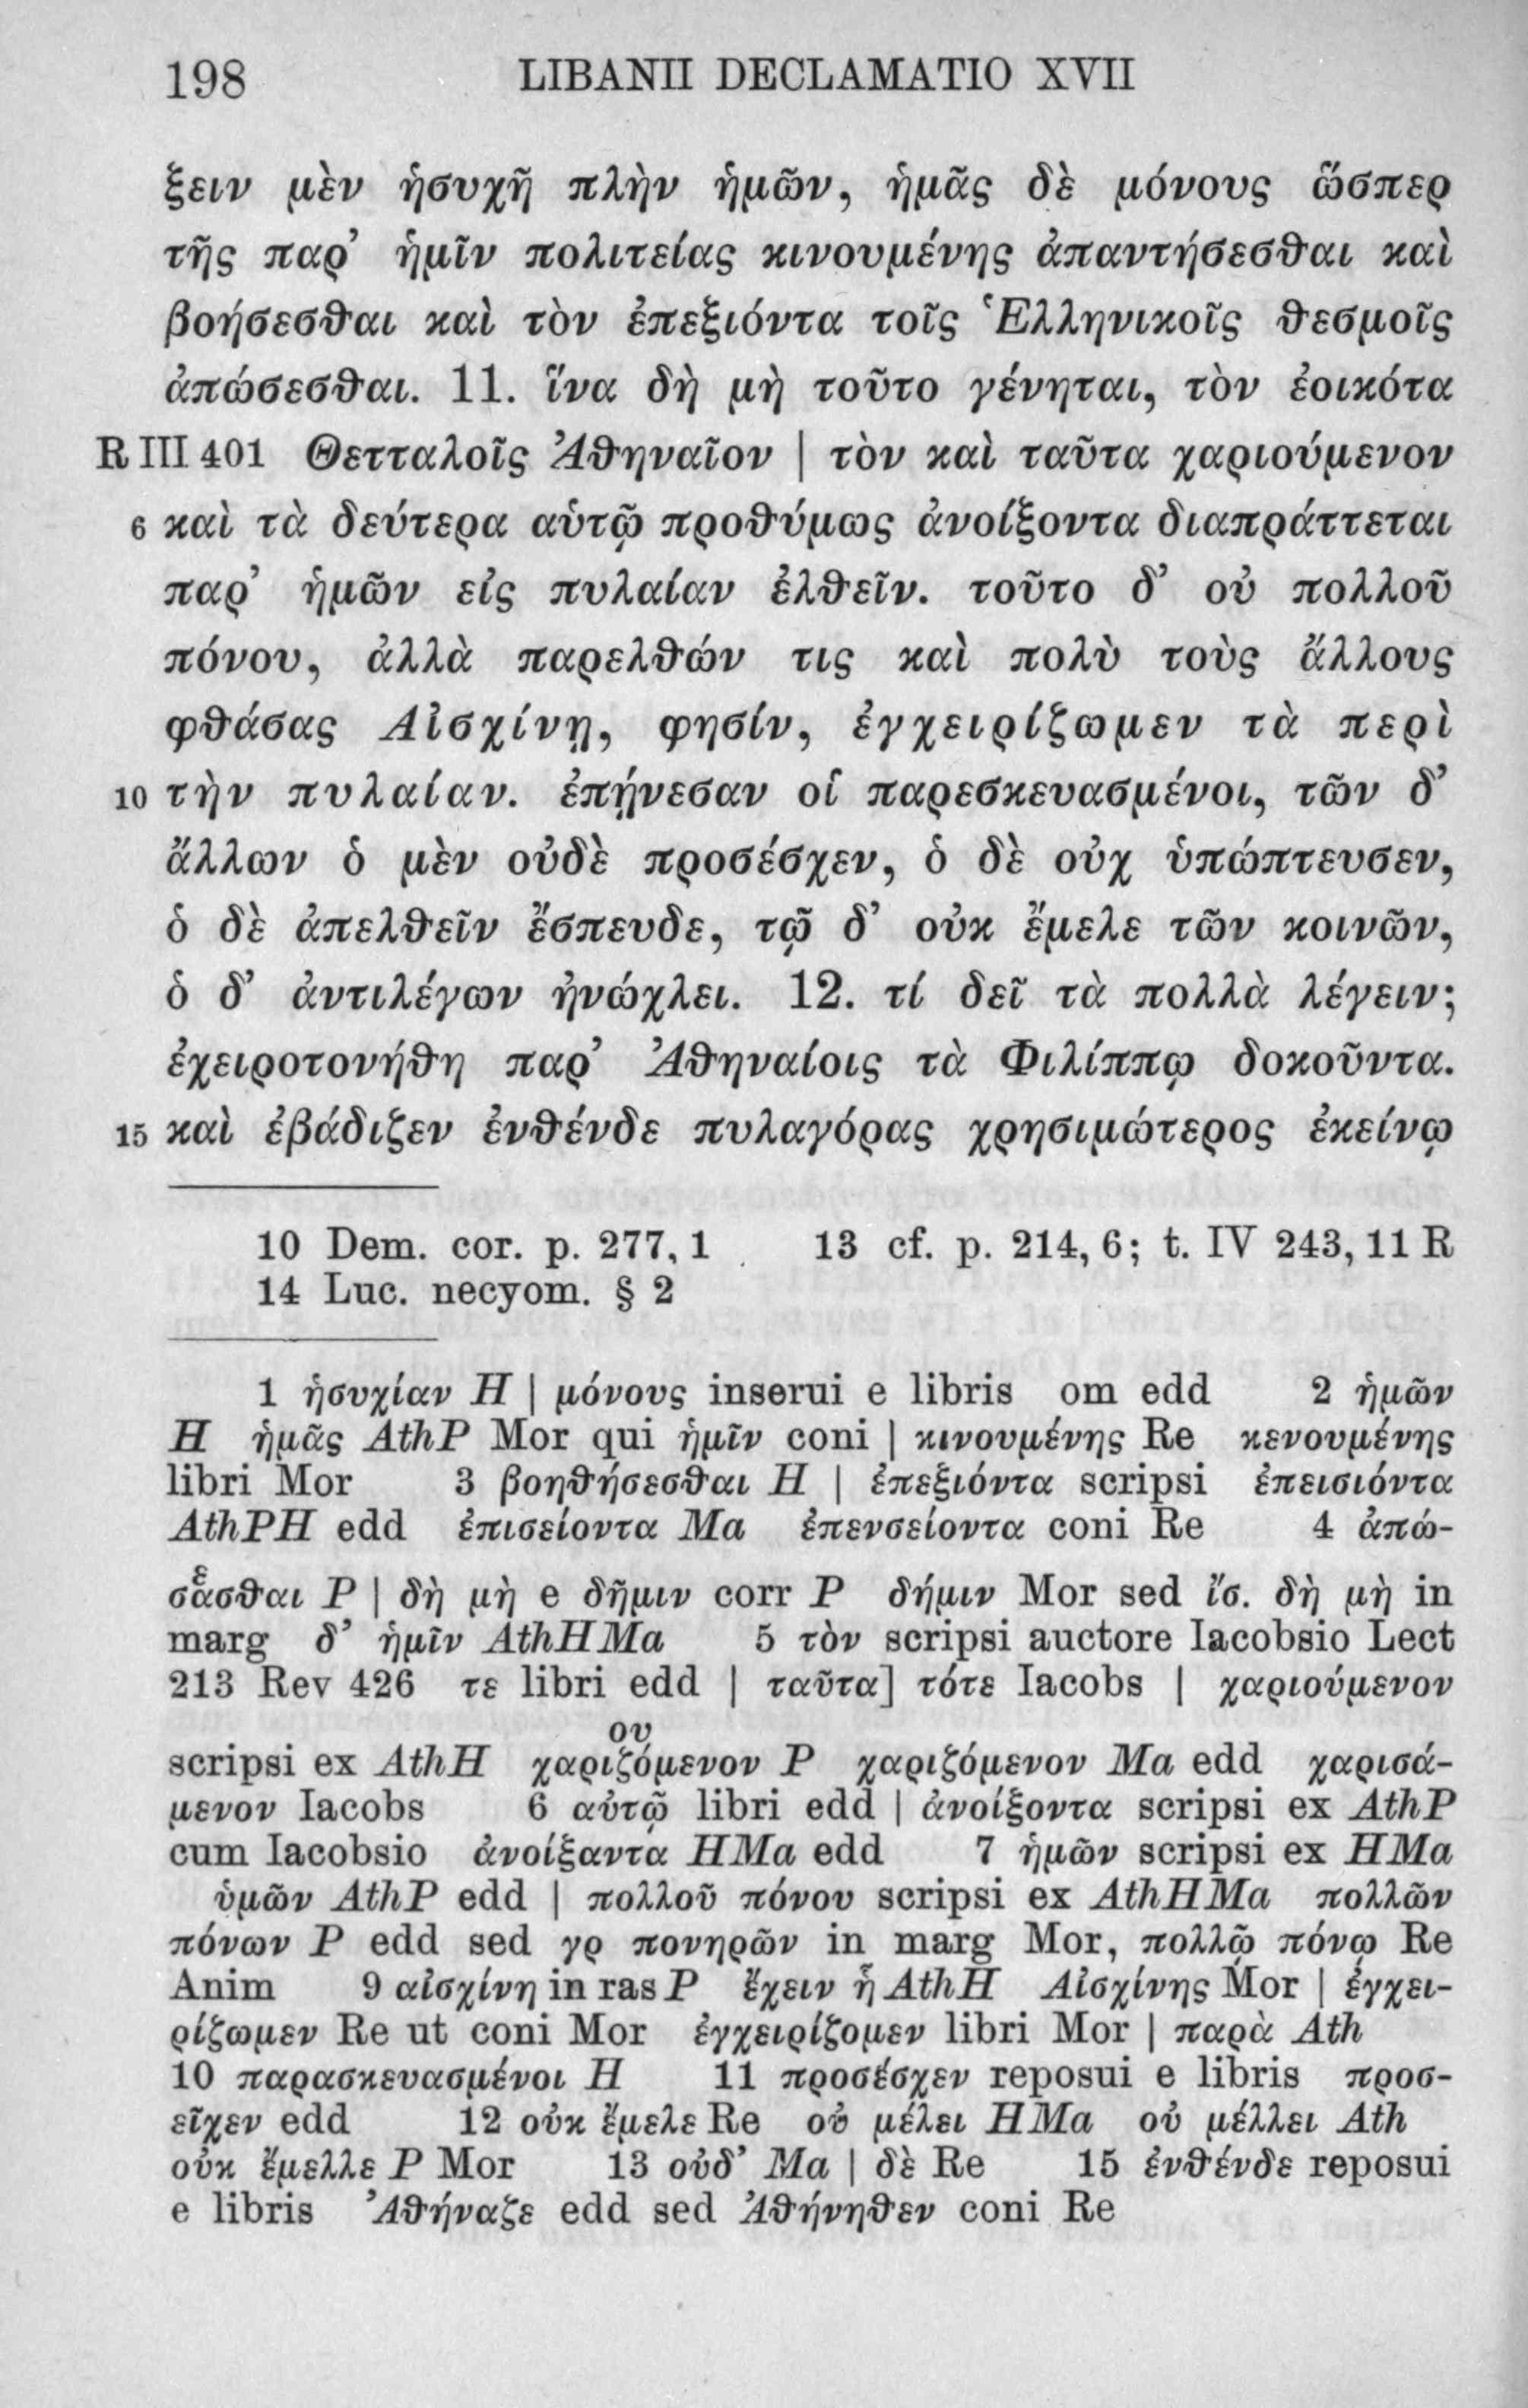 198 LIBANII DECLAMATIO XVII
ξειν μὲν ἡσυχῆ πλὴν ἡμῶν, ἡμᾶς δὲ μόνους ὥσπερ
τῆς παρ’ ἡμῖν πολιτείας κινουμένης ἀπαντήσεσθαι καὶ
βοήσεσθαι καὶ τὸν ἐπεξιόντα τοῖς Ἑλληνικοῖς θεσμοῖς
ἀπώσεσθαι. 11. ἵνα δὴ μὴ τοῦτο γένηται, τὸν ἐοικότα
R III 401 Θετταλοῖς Ἀθηναῖον | τὸν καὶ ταῦτα χαριούμενον
6 καὶ τὰ δεύτερα αὑτῷ προθύμως ἀνοίξοντα διαπράττεται
παρ’ ἡμῶν εἰς πυλαίαν ἐλθεῖν. τοῦτο δ’ οὐ πολλοῦ
πόνου, ἀλλὰ παρελθών τις καὶ πολὺ τοὺς ἄλλους
φθάσας Αἰσχίνῃ, φησίν, ἐγχειρίζωμεν τὰ περὶ
10 τὴν πυλαίαν. ἐπῄνεσαν οἱ παρεσκευασμένοι, τῶν δ’
ἄλλων ὁ μὲν οὐδὲ προσέσχεν, ὁ δὲ οὐχ ὑπώπτευσεν,
ὁ δὲ ἀπελθεῖν ἔσπευδε, τῷ δ’ οὐκ ἔμελε τῶν κοινῶν,
ὁ δ’ ἀντιλέγων ἠνώχλει. 12. τί δεῖ τὰ πολλὰ λέγειν;
ἐχειροτονήθη παρ’ Ἀθηναίοις τὰ Φιλίππῳ δοκοῦντα.
15 καὶ ἐβάδιζεν ἐνθένδε πυλαγόρας χρησιμώτερος ἐκείνῳ
10 Dem. cor. p. 277, 1 13 cf. p. 214, 6; t. IV 243, 11 R
14 Luc. necyom. § 2
1 ἡσυχίαν H | μόνους inserui e libris om edd 2 ἡμῶν
H ἡμᾶς AthP Mor qui ἡμῖν coni | κινουμένης Re κενουμένης
libri Mor 3 βοηθήσεσθαι H | ἐπεξιόντα scripsi ἐπεισιόντα
AthPH edd ἐπισείοντα Ma ἐπενσείοντα coni Re 4 ἀπώ-
ε
σασθαι P | δὴ μὴ e δῆμιν corr P δήμιν Mor sed ἴσ. δὴ μὴ in
marg δ’ ἡμῖν AthHMa 5 τὸν scripsi auctore Iacobsio Lect
213 Rev 426 τε libri edd | ταῦτα] τότε Iacobs | χαριούμενον
ου
scripsi ex AthH χαριζόμενον P χαριζόμενον Ma edd χαρισά-
μενον Iacobs 6 αὐτῷ libri edd | ἀνοίξοντα scripsi ex AthP
cum Iacobsio ἀνοίξαντα HMa edd 7 ἡμῶν scripsi ex HMa
ὑμῶν AthP edd | πολλοῦ πόνου scripsi ex AthHMa πολλῶν
πόνων P edd sed γρ πονηρῶν in marg Mor, πολλῷ πόνῳ Re
Anim 9 αἰσχίνη in ras P ἔχειν ἢ AthH Αἰσχίνης Mor | ἐγχει-
ρίζωμεν Re ut coni Mor ἐγχειρίζομεν libri Mor | παρὰ Ath
10 παρασκευασμένοι H 11 προσέσχεν reposui e libris προσ-
εῖχεν edd 12 οὐκ ἔμελε Re οὐ μέλει HMa οὐ μέλλει Ath
οὐκ ἔμελλε P Mor 13 οὐδ’ Ma | δὲ Re 15 ἐνθένδε reposui
e libris Ἀθήναζε edd sed Ἀθήνηθεν coni Re